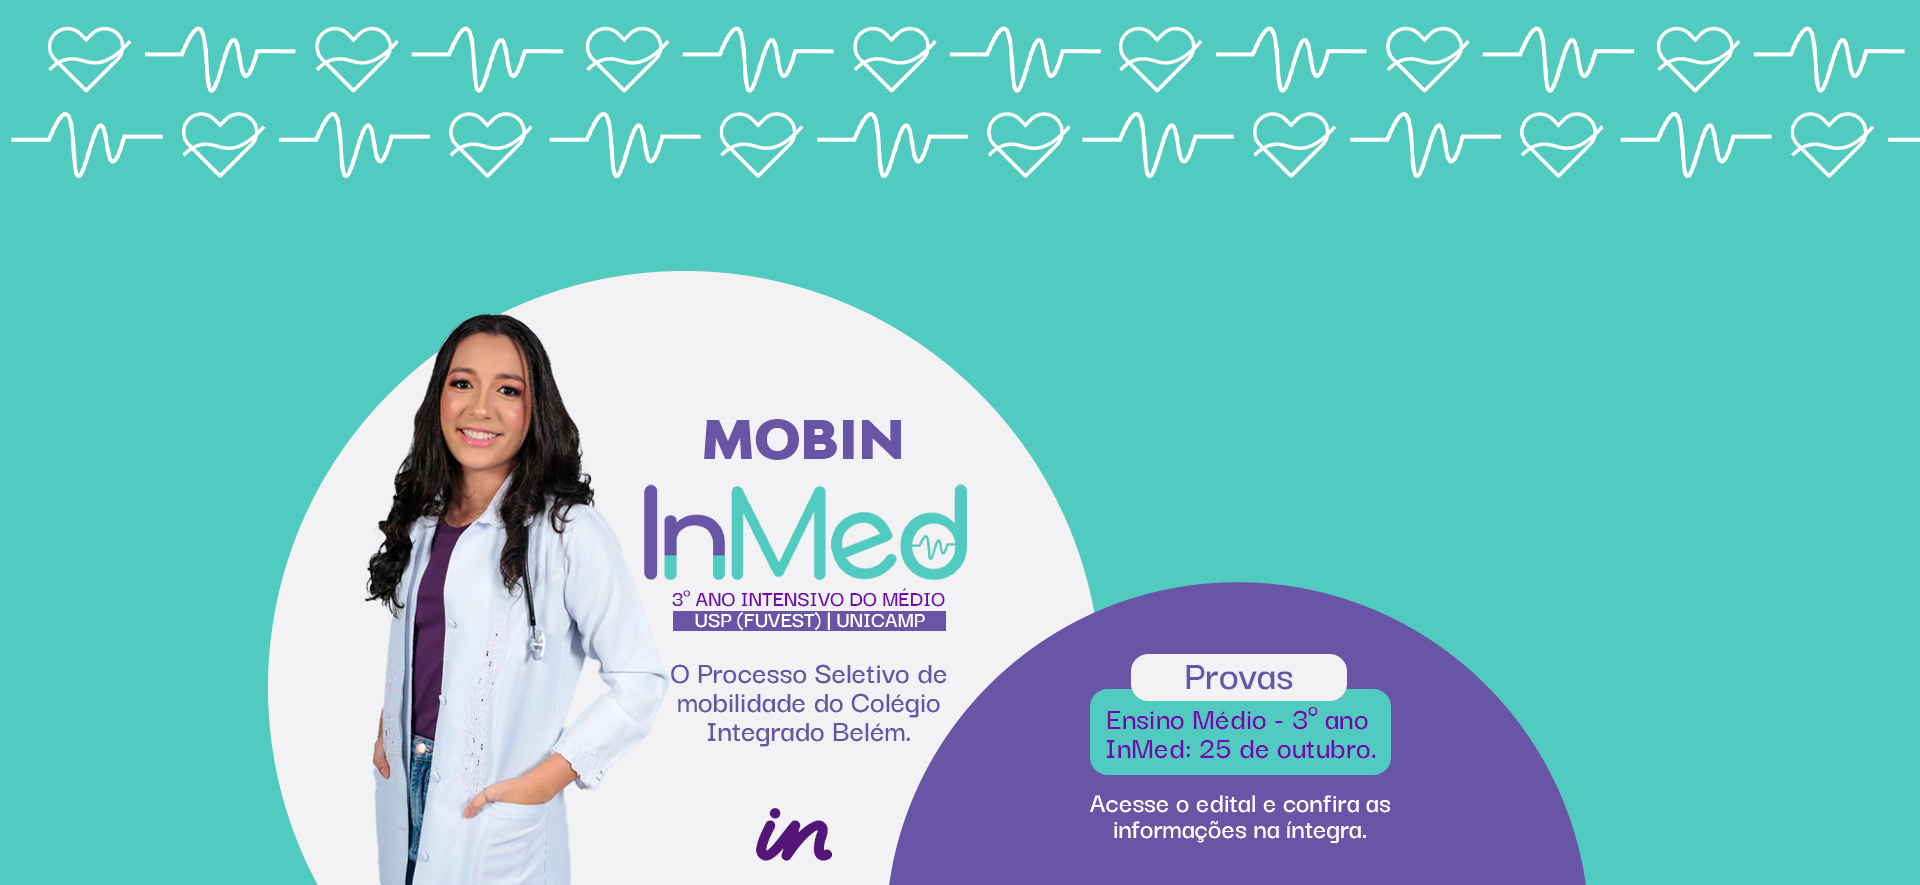 MOBIN
InMed
3º ANO INTENSIVO DO MÉDIO
USP (FUVEST) | UNICAMP
O Processo Seletivo de
mobilidade do Colégio
Integrado Belém.
in
Provas
Ensino Médio - 3º ano
InMed: 25 de outubro.
Acesse o edital e confira as
informações na íntegra.